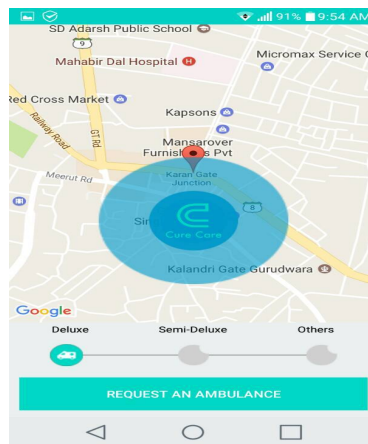 91% 9:54 AM
SD Adarsh Public School
9
Mahabir Dal Hospital H
Micromax Service C
Red Cross Market
Kapsons
Railway Road
GT Rd
Mansarover
Furnish s Pvt
Meerut Rd
Karan Gate
Junction
8
Sin
Cure Care
Kalandri Gate Gurudwara
Google
Deluxe Semi-Deluxe Others
REQUEST AN AMBULANCE